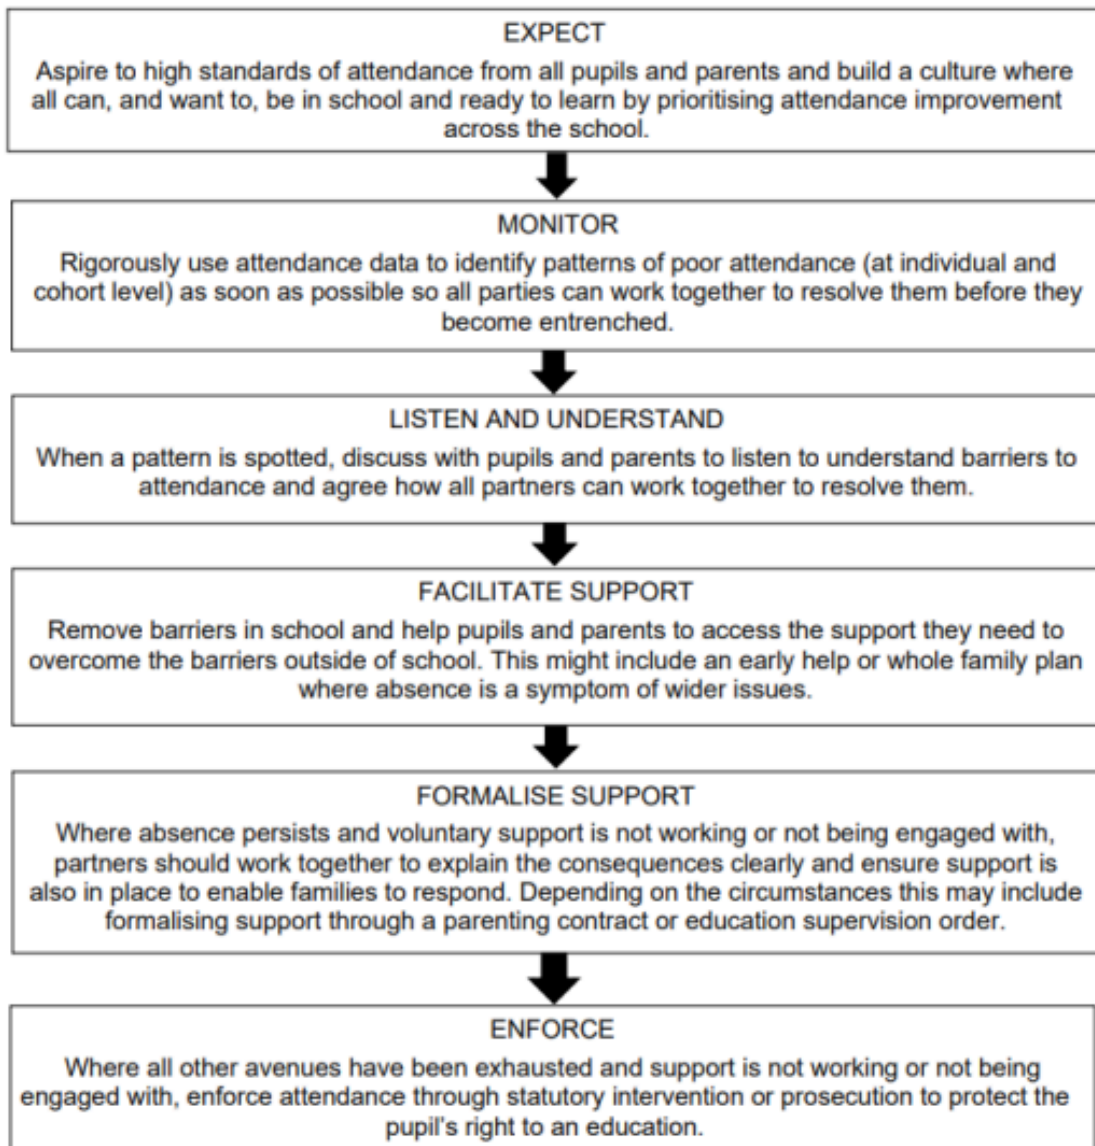 EXPECT
Aspire to high standards of attendance from all pupils and parents and build a culture where
all can, and want to, be in school and ready to learn by prioritising attendance improvement
across the school.
MONITOR
Rigorously use attendance data to identify patterns of poor attendance (at individual and
cohort level) as soon as possible so all parties can work together to resolve them before they
become entrenched.
LISTEN AND UNDERSTAND
When a pattern is spotted, discuss with pupils and parents to listen to understand barriers to
attendance and agree how all partners can work together to resolve them.
FACILITATE SUPPORT
Remove barriers in school and help pupils and parents to access the support they need to
overcome the barriers outside of school. This might include an early help or whole family plan
where absence is a symptom of wider issues.
FORMALISE SUPPORT
Where absence persists and voluntary support is not working or not being engaged with,
partners should work together to explain the consequences clearly and ensure support is
also in place to enable families to respond. Depending on the circumstances this may include
formalising support through a parenting contract or education supervision order.
ENFORCE
Where all other avenues have been exhausted and support is not working or not being
engaged with, enforce attendance through statutory intervention or prosecution to protect the
pupil's right to an education.